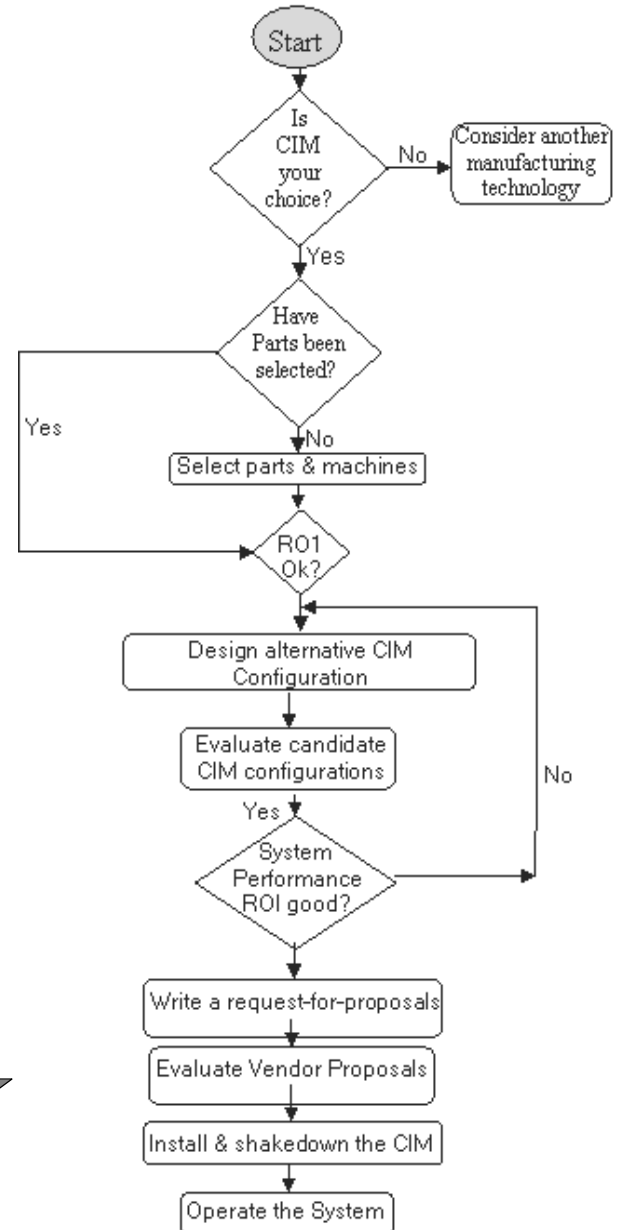 Start
Is
CIM
your
choice?
No
Consider another
manufacturing
technology
Yes
Have
Parts been
selected?
Yes
No
Select parts & machines
RO1
Ok?
Design alternative CIM
Configuration
Evaluate candidate
CIM configurations
No
Yes
System
Performance
ROI good?
Write a request-for-proposals
Evaluate Vendor Proposals
Install & shakedown the CIM
Operate the System